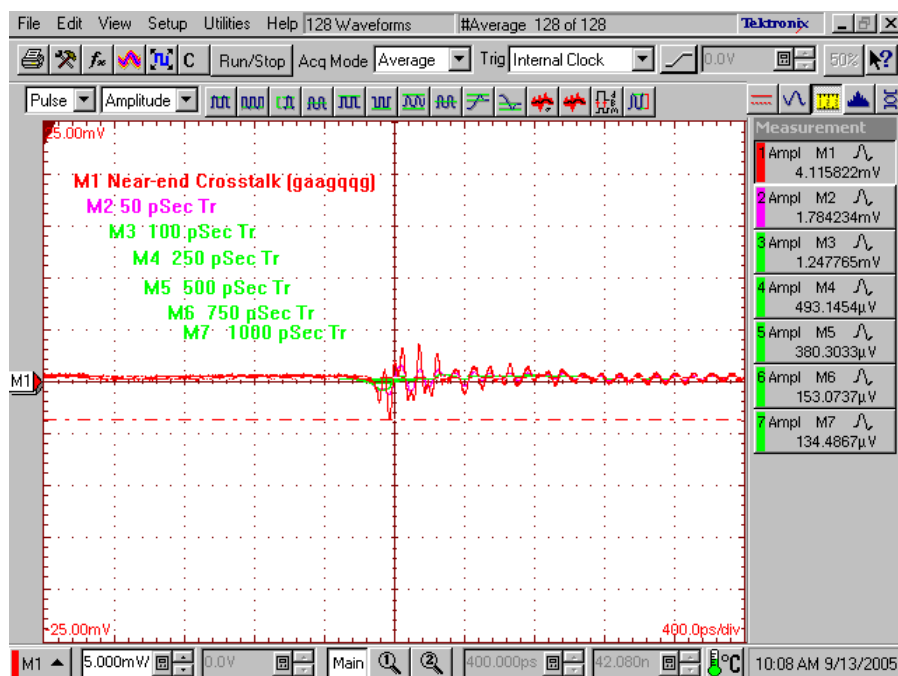 File Edit View Setup Utilities Help 128 Waveforms #Average 128 of 128 Tektronix
C Run/Stop Acq Mode Average Trig Internal Clock 0.0V 50% ?
Pulse Amplitude
25.00mV
M1 Near-end Crosstalk (gaagqqg)
M2 50 pSec Tr
M3 100 pSec Tr
M4 250 pSec Tr
M5 500 pSec Tr
M6 750 pSec Tr
M7 1000 pSec Tr
M1
-25.00mV
400.0ps/div
Measurement
1 Ampl M1
4.115822mV
2 Ampl M2
1.784234mV
3 Ampl M3
1.247765mV
4 Ampl M4
493.1454µV
5 Ampl M5
380.3033µV
6 Ampl M6
153.0737µV
7 Ampl M7
134.4867µV
M1 5.000mV/ 0.0V Main 1 2 400.000ps 42.080n °C 10:08 AM 9/13/2005